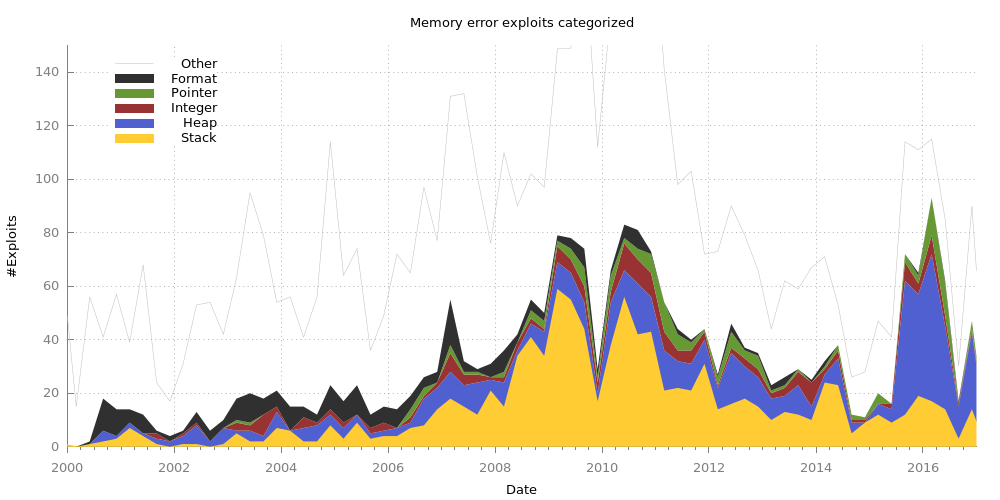 Memory error exploits categorized
Other
Format
Pointer
Integer
Heap
Stack
#Exploits
140
120
100
80
60
40
20
0
2000 2002 2004 2006 2008 2010 2012 2014 2016
Date